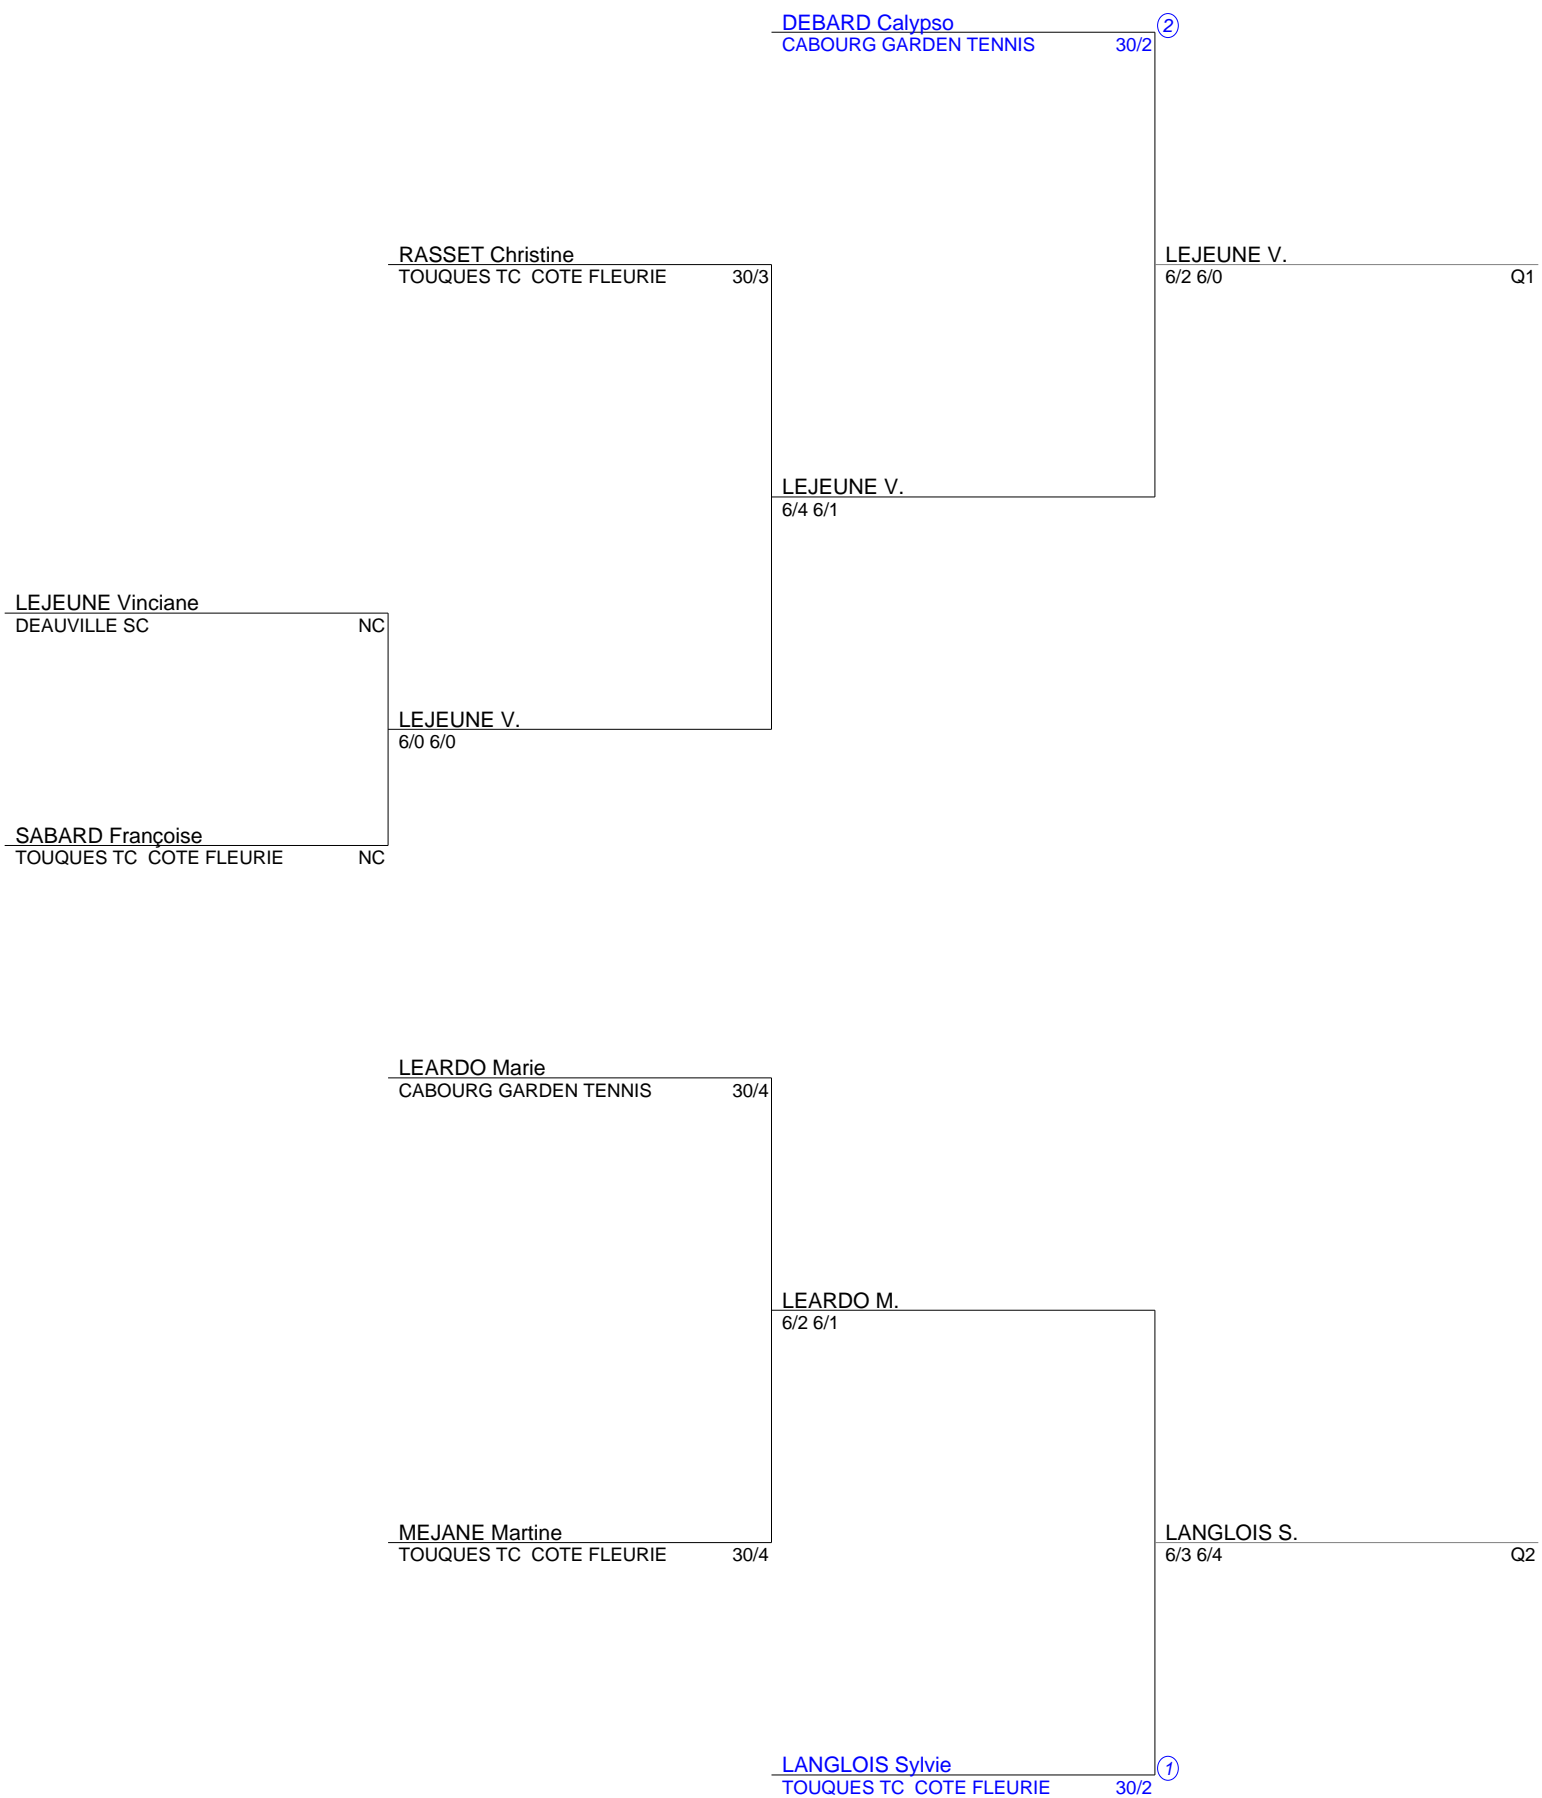 DEBARD Calypso 2
CABOURG GARDEN TENNIS 30/2
RASSET Christine
TOUQUES TC COTE FLEURIE 30/3
LEJEUNE V.
6/2 6/0 Q1
LEJEUNE V.
6/4 6/1
LEJEUNE Vinciane
DEAUVILLE SC NC
LEJEUNE V.
6/0 6/0
SABARD Françoise
TOUQUES TC COTE FLEURIE NC
LEARDO Marie
CABOURG GARDEN TENNIS 30/4
LEARDO M.
6/2 6/1
MEJANE Martine
TOUQUES TC COTE FLEURIE 30/4
LANGLOIS S.
6/3 6/4 Q2
LANGLOIS Sylvie 1
TOUQUES TC COTE FLEURIE 30/2